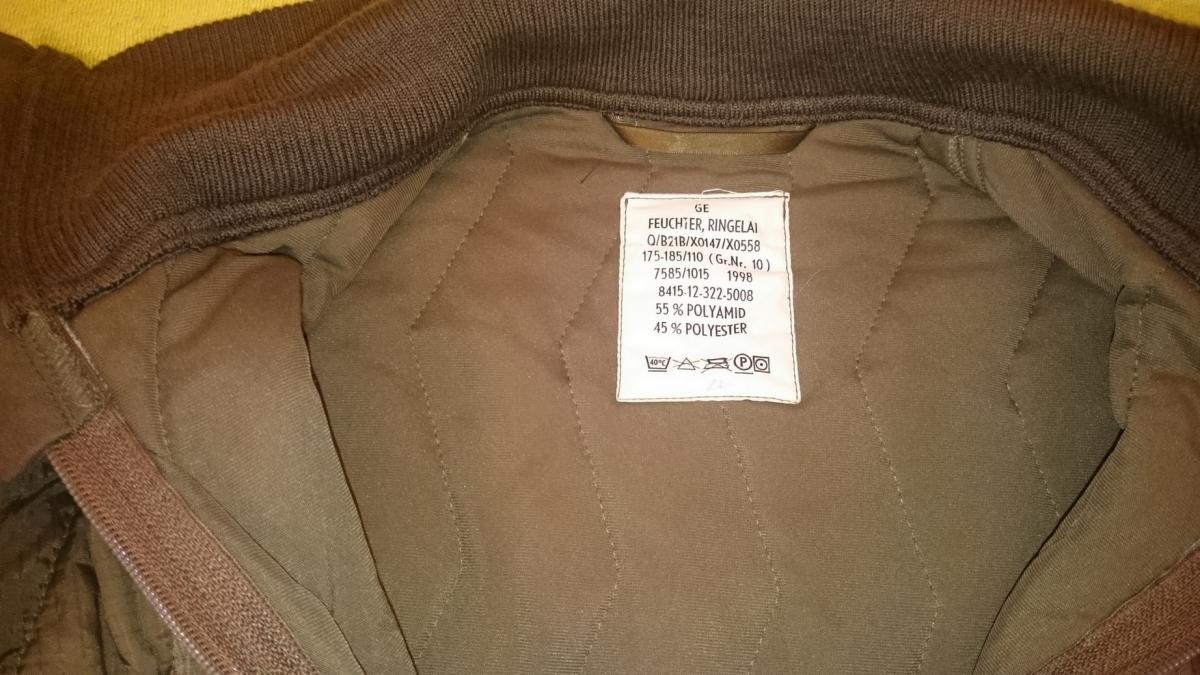 GE
FEUCHTER, RINGELAI
Q/B21B/X0147/X0558
175-185/110 (Gr.Nr. 10)
7585/1015 1998
8415-12-322-5008
55 % POLYAMID
45 % POLYESTER
40°C P